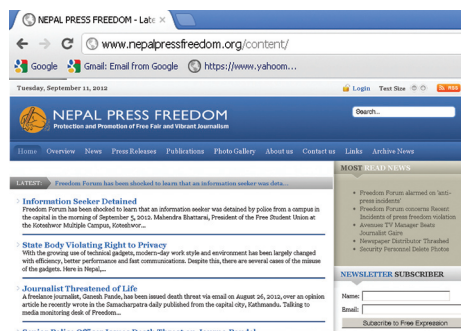 NEPAL PRESS FREEDOM - Late ×
www.nepalpressfreedom.org/content/
Google Gmail: Email from Google https://www.yahoom...
Tuesday, September 11, 2012 Login Text Size RSS
NEPAL PRESS FREEDOM
Protection and Promotion of Free Fair and Vibrant Journalism
Search...
Home Overview News Press Releases Publications Photo Gallery About us Contact us Links Archive News
MOST READ NEWS
LATEST: Freedom Forum has been shocked to learn that an information seeker was deta...
Information Seeker Detained
Freedom Forum has been shocked to learn that an information seeker was detained by police from a campus in
the capital in the morning of September 5, 2012. Mahendra Bhattarai, President of the Free Student Union at
the Koteshwor Multiple Campus, Koteshwor...
State Body Violating Right to Privacy
With the growing use of technical gadgets, modern-day work style and environment has been largely changed
with efficiency, better performance and fast communications. Despite this, there are several cases of the misuse
of the gadgets. Here in Nepal,...
Journalist Threatened of Life
A freelance journalist, Ganesh Pande, has been issued death threat via email on August 26, 2012, over an opinion
article he recently wrote in the Samacharpatra daily published from the capital city, Kathmandu. Talking to
media monitoring desk of Freedom...
Freedom Forum alarmed on 'anti-
press incidents'
Freedom Forum concerns Recent
Incidents of press freedom violation
Avenues TV Manager Beats
Journalist Gaire
Newspaper Distributor Thrashed
Security Personnel Delete Photos
NEWSLETTER SUBSCRIBER
Name:
Email:
Subscribe to Free Expression